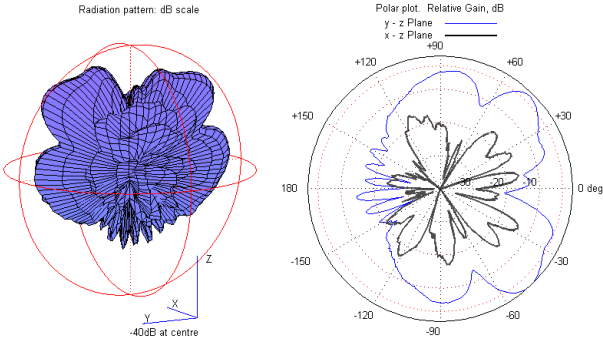 Radiation pattern: dB scale
Z
X
Y
-40dB at centre
Polar plot. Relative Gain, dB
y - z Plane
x - z Plane
+90
+120
+60
+150
+30
180
-30
-20
-10
0 deg
-150
-30
-120
-60
-90